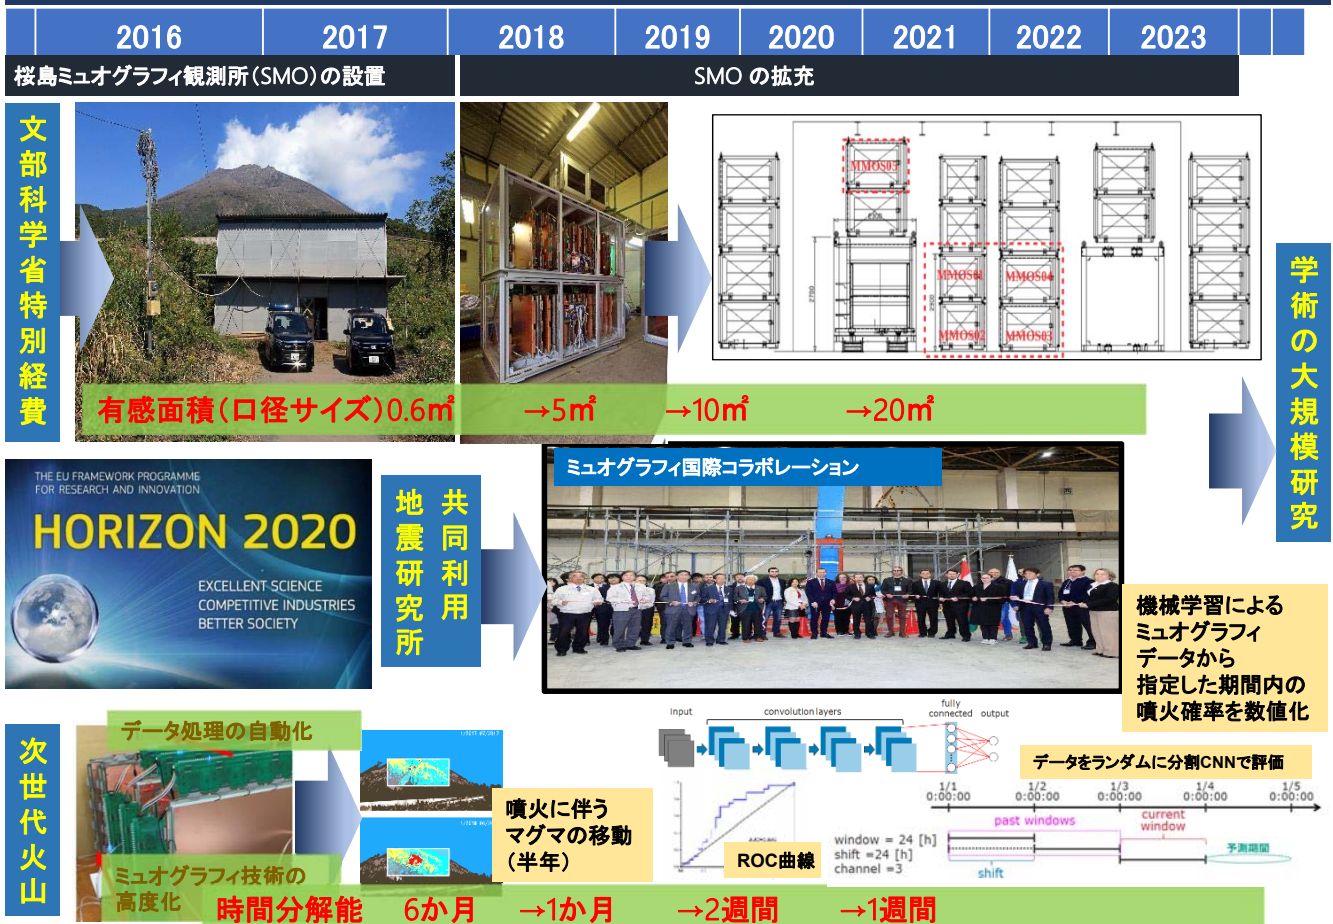 2016
2017
2018
2019
2020
2021
2022
2023
桜島ミュオグラフィ観測所(SMO)の設置
SMO の拡充
文部科学省特別経費
MMOS03
MMOS01
MMOS04
MMOS02
MMOS03
2700
学術の大規模研究
有感面積(口径サイズ)0.6㎡
→5㎡
→10㎡
→20㎡
THE EU FRAMEWORK PROGRAMME
FOR RESEARCH AND INNOVATION
HORIZON 2020
EXCELLENT SCIENCE
COMPETITIVE INDUSTRIES
BETTER SOCIETY
共同利用
地震研究所
ミュオグラフィ国際コラボレーション
機械学習による
ミュオグラフィ
データから
指定した期間内の
噴火確率を数値化
次世代火山
データ処理の自動化
ミュオグラフィ技術の
高度化
噴火に伴う
マグマの移動
(半年)
input
convolution layers
fully
connected
output
ROC曲線
データをランダムに分割CNNで評価
1/1
0:00:00
1/2
0:00:00
1/3
0:00:00
1/4
0:00:00
1/5
0:00:00
past windows
current
window
window = 24 [h]
shift =24 [h]
channel =3
shift
予測期間
時間分解能
6か月
→1か月
→2週間
→1週間